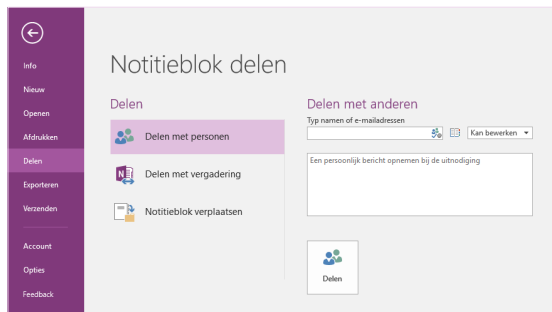 Info
Nieuw
Openen
Afdrukken
Delen
Exporteren
Verzenden
Account
Opties
Feedback
Notitieblok delen
Delen
Delen met personen
Delen met vergadering
Notitieblok verplaatsen
Delen met anderen
Typ namen of e-mailadressen
Kan bewerken
Een persoonlijk bericht opnemen bij de uitnodiging
Delen